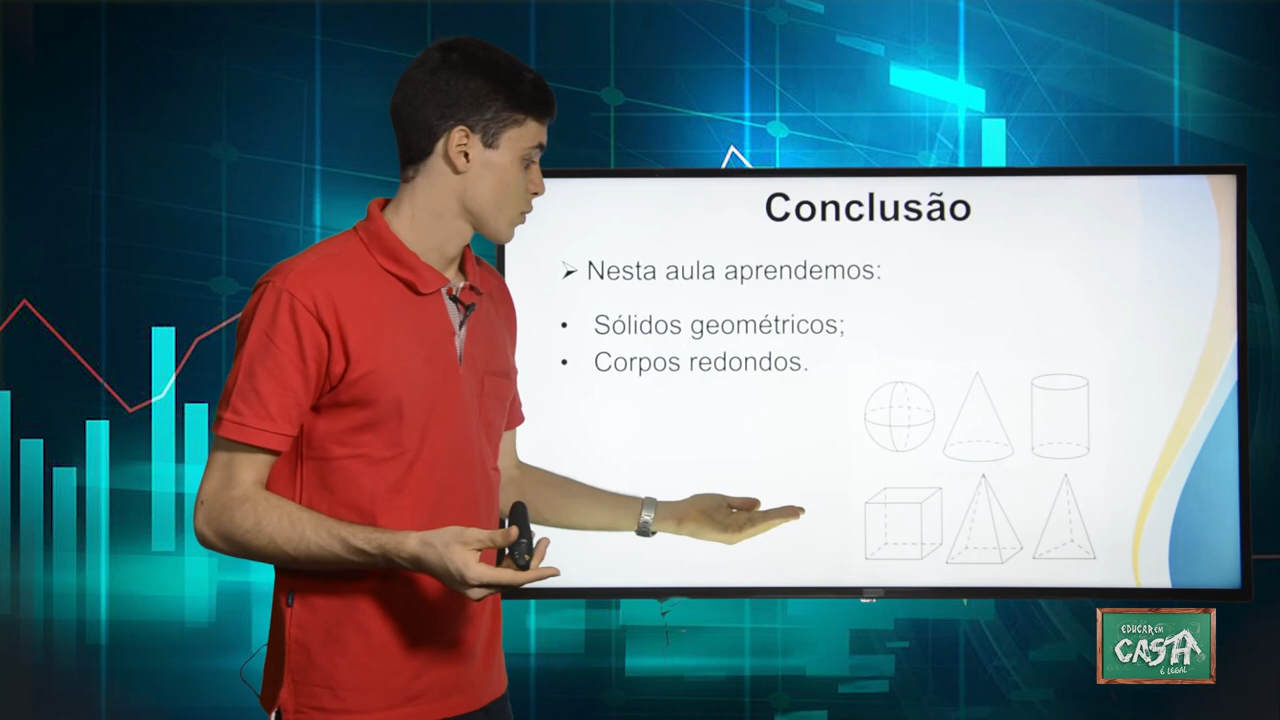 Conclusão
➢ Nesta aula aprendemos:
• Sólidos geométricos;
• Corpos redondos.
EDUCAR EM
CASA
É LEGAL